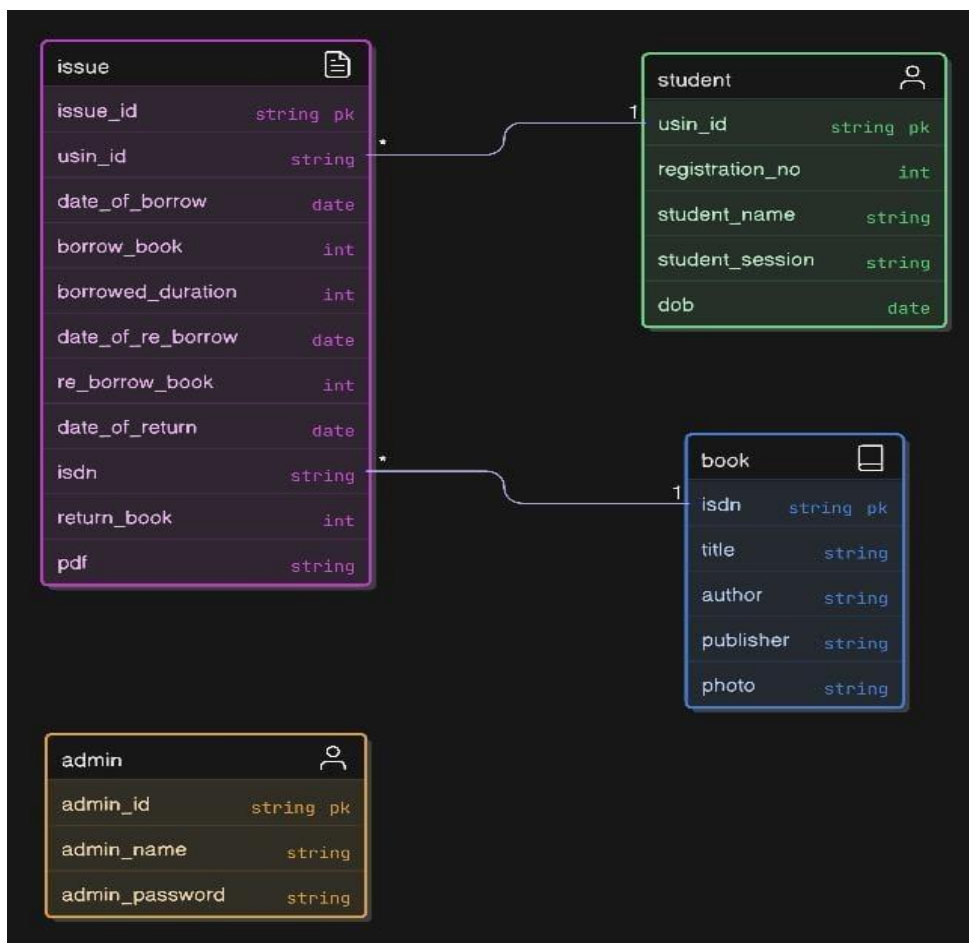 issue
issue_id string pk
usin_id string
date_of_borrow date
borrow_book int
borrowed_duration int
date_of_re_borrow date
re_borrow_book int
date_of_return date
isdn string
return_book int
pdf string
*
*
1
1
student
usin_id string pk
registration_no int
student_name string
student_session string
dob date
book
isdn string pk
title string
author string
publisher string
photo string
admin
admin_id string pk
admin_name string
admin_password string